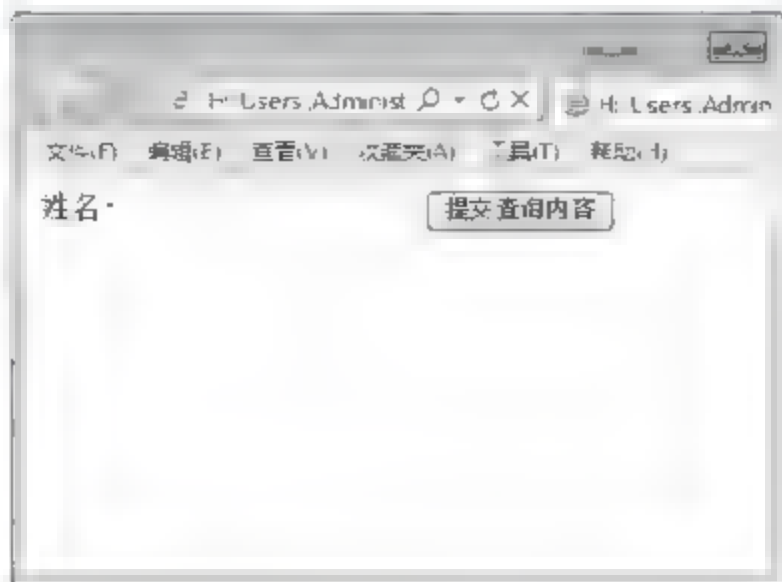 H: Users Administ
H: Users Admin
文件(F) 编辑(E) 查看(V) 收藏夹(A) 工具(T) 帮助(H)
姓名: 提交查询内容